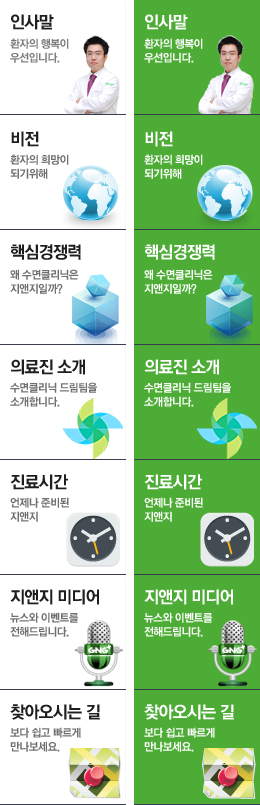 인사말
환자의 행복이
우선입니다.
인사말
환자의 행복이
우선입니다.
비전
환자의 희망이
되기위해
비전
환자의 희망이
되기위해
핵심경쟁력
왜 수면클리닉은
지앤지일까?
핵심경쟁력
왜 수면클리닉은
지앤지일까?
의료진 소개
수면클리닉 드림팀을
소개합니다.
의료진 소개
수면클리닉 드림팀을
소개합니다.
진료시간
언제나 준비된
지앤지
진료시간
언제나 준비된
지앤지
지앤지 미디어
뉴스와 이벤트를
전해드립니다.
GNG
지앤지 미디어
뉴스와 이벤트를
전해드립니다.
GNG
찾아오시는 길
보다 쉽고 빠르게
만나보세요.
찾아오시는 길
보다 쉽고 빠르게
만나보세요.